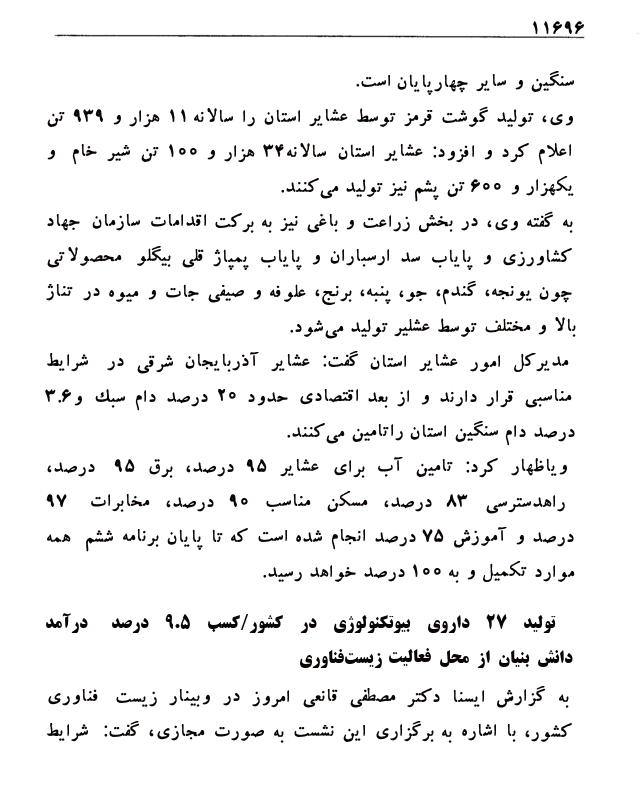 ۱۱۶۹۶
سنگین و سایر چهارپایان است.
وی، تولید گوشت قرمز توسط عشایر استان را سالانه ۱۱ هزار و ۹۳۹ تن
اعلام کرد و افزود: عشایر استان سالانه ۳۴ هزار و ۱۰۰ تن شیر خام و
یکهزار و ۶۰۰ تن پشم نیز تولید می‌کنند.
به گفته وی، در بخش زراعت و باغی نیز به برکت اقدامات سازمان جهاد
کشاورزی و پایاب سد ارسباران و پایاب پمپاژ قلی بیگلو محصولاتی
چون یونجه، گندم، جو، پنبه، برنج، علوفه و صیفی جات و میوه در تناژ
بالا و مختلف توسط عشلیر تولید می‌شود.
مدیرکل امور عشایر استان گفت: عشایر آذربایجان شرقی در شرایط
مناسبی قرار دارند و از بعد اقتصادی حدود ۲۰ درصد دام سبك و ۳.۶
درصد دام سنگین استان راتامین می‌کنند.
ویاظهار کرد: تامین آب برای عشایر ۹۵ درصد، برق ۹۵ درصد،
راهدسترسی ۸۳ درصد، مسکن مناسب ۹۰ درصد، مخابرات ۹۷
درصد و آموزش ۷۵ درصد انجام شده است که تا پایان برنامه ششم همه
موارد تکمیل و به ۱۰۰ درصد خواهد رسید.
تولید ۲۷ داروی بیوتکنولوژی در کشور/کسب ۹.۵ درصد درآمد
دانش بنیان از محل فعالیت زیست‌فناوری
به گزارش ایسنا دکتر مصطفی قانعی امروز در وبینار زیست فناوری
کشور، با اشاره به برگزاری این نشست به صورت مجازی، گفت: شرایط